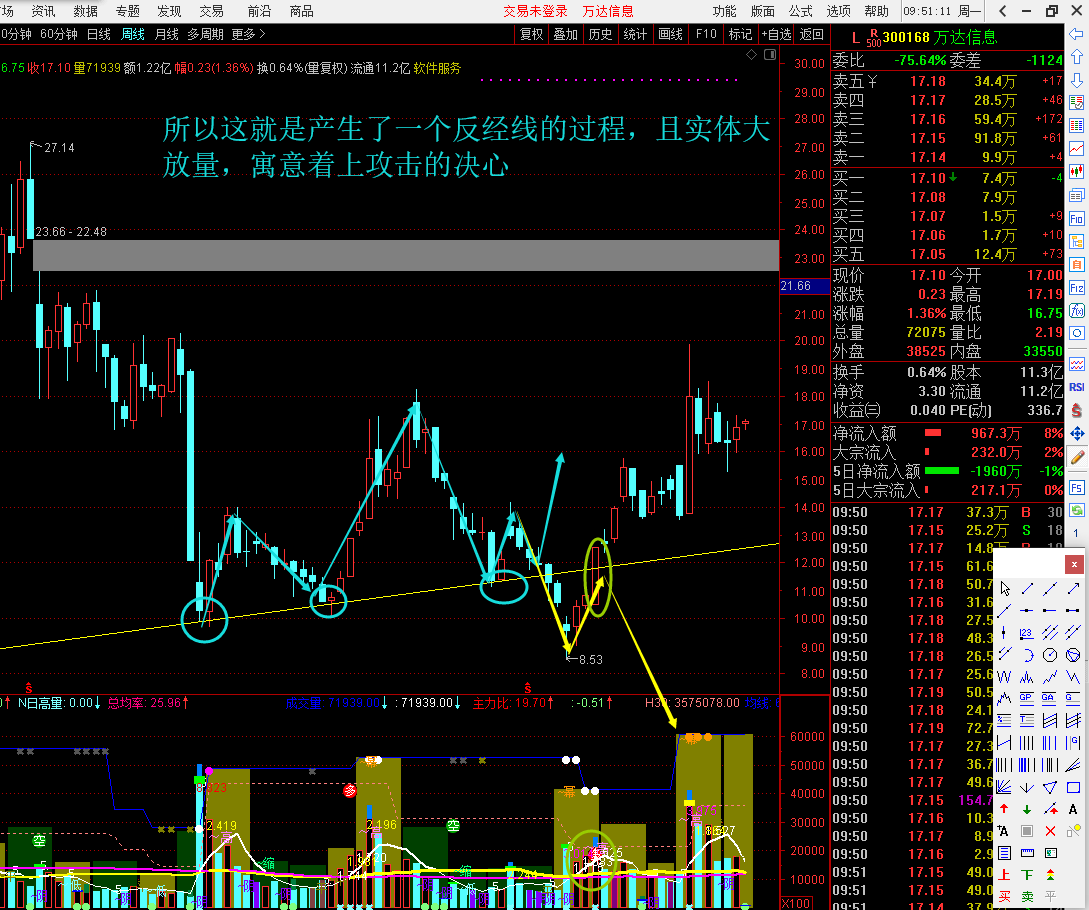 场 资讯 数据 专题 发现 交易 前沿 商品 交易未登录 万达信息 功能 版面 公式 选项 帮助 09:51:11 周一
0分钟 60分钟 日线 周线 月线 多周期 更多> 复权 叠加 历史 统计 画线 F10 标记 +自选 返回
6.75 收17.10 量71939 额1.22亿 幅0.23(1.36%) 换0.64%(量复权) 流通11.2亿 软件服务
所以这就是产生了一个反经线的过程，且实体大
放量，寓意着上攻击的决心
27.14
23.66 - 22.48
8.53
30.00
29.00
28.00
27.00
26.00
25.00
24.00
23.00
21.66
21.00
20.00
19.00
18.00
17.00
16.00
15.00
14.00
13.00
12.00
11.00
10.00
9.00
8.00
N日高量: 0.00 总均率: 25.96 成交量: 71939.00 : 71939.00 主力比: 19.70 : -0.51 H30: 3575078.00 均线:
60000
50000
40000
30000
20000
10000
X100
2.419
2.196
L R 500 300168 万达信息
委比 -75.64% 委差 -1124
卖五 17.18 34.4万 +17
卖四 17.17 28.5万 +46
卖三 17.16 59.4万 +172
卖二 17.15 91.8万 +61
卖一 17.14 9.9万 +4
买一 17.10 7.4万 -4
买二 17.08 7.9万
买三 17.07 1.5万 +9
买四 17.06 1.7万 +10
买五 17.05 12.4万 +73
现价 17.10 今开 17.00
涨跌 0.23 最高 17.19
涨幅 1.36% 最低 16.75
总量 72075 量比 2.19
外盘 38525 内盘 33550
换手 0.64% 股本 11.3亿
净资 3.30 流通 11.2亿
收益㈢ 0.040 PE(动) 336.7
净流入额 967.3万 8%
大宗流入 232.0万 2%
5日净流入额 -1960万 -1%
5日大宗流入 217.1万 0%
09:50 17.17 37.3万 B 30
09:50 17.15 25.2万 S 18
09:50 17.17 14.8
09:50 17.15 61.6
09:50 17.18 50.7
09:50 17.16 31.6
09:50 17.18 27.5
09:50 17.18 48.3
09:50 17.18 26.5
09:50 17.17 25.6
09:50 17.19 50.5
09:50 17.18 24.1
09:50 17.19 72.7
09:50 17.17 27.3
09:50 17.17 36.7
09:50 17.17 49.6
09:50 17.15 154.7
09:50 17.16 10.3
09:50 17.17 8.9
09:50 17.16 2.9
09:51 17.15 49.0
09:51 17.15 49.0